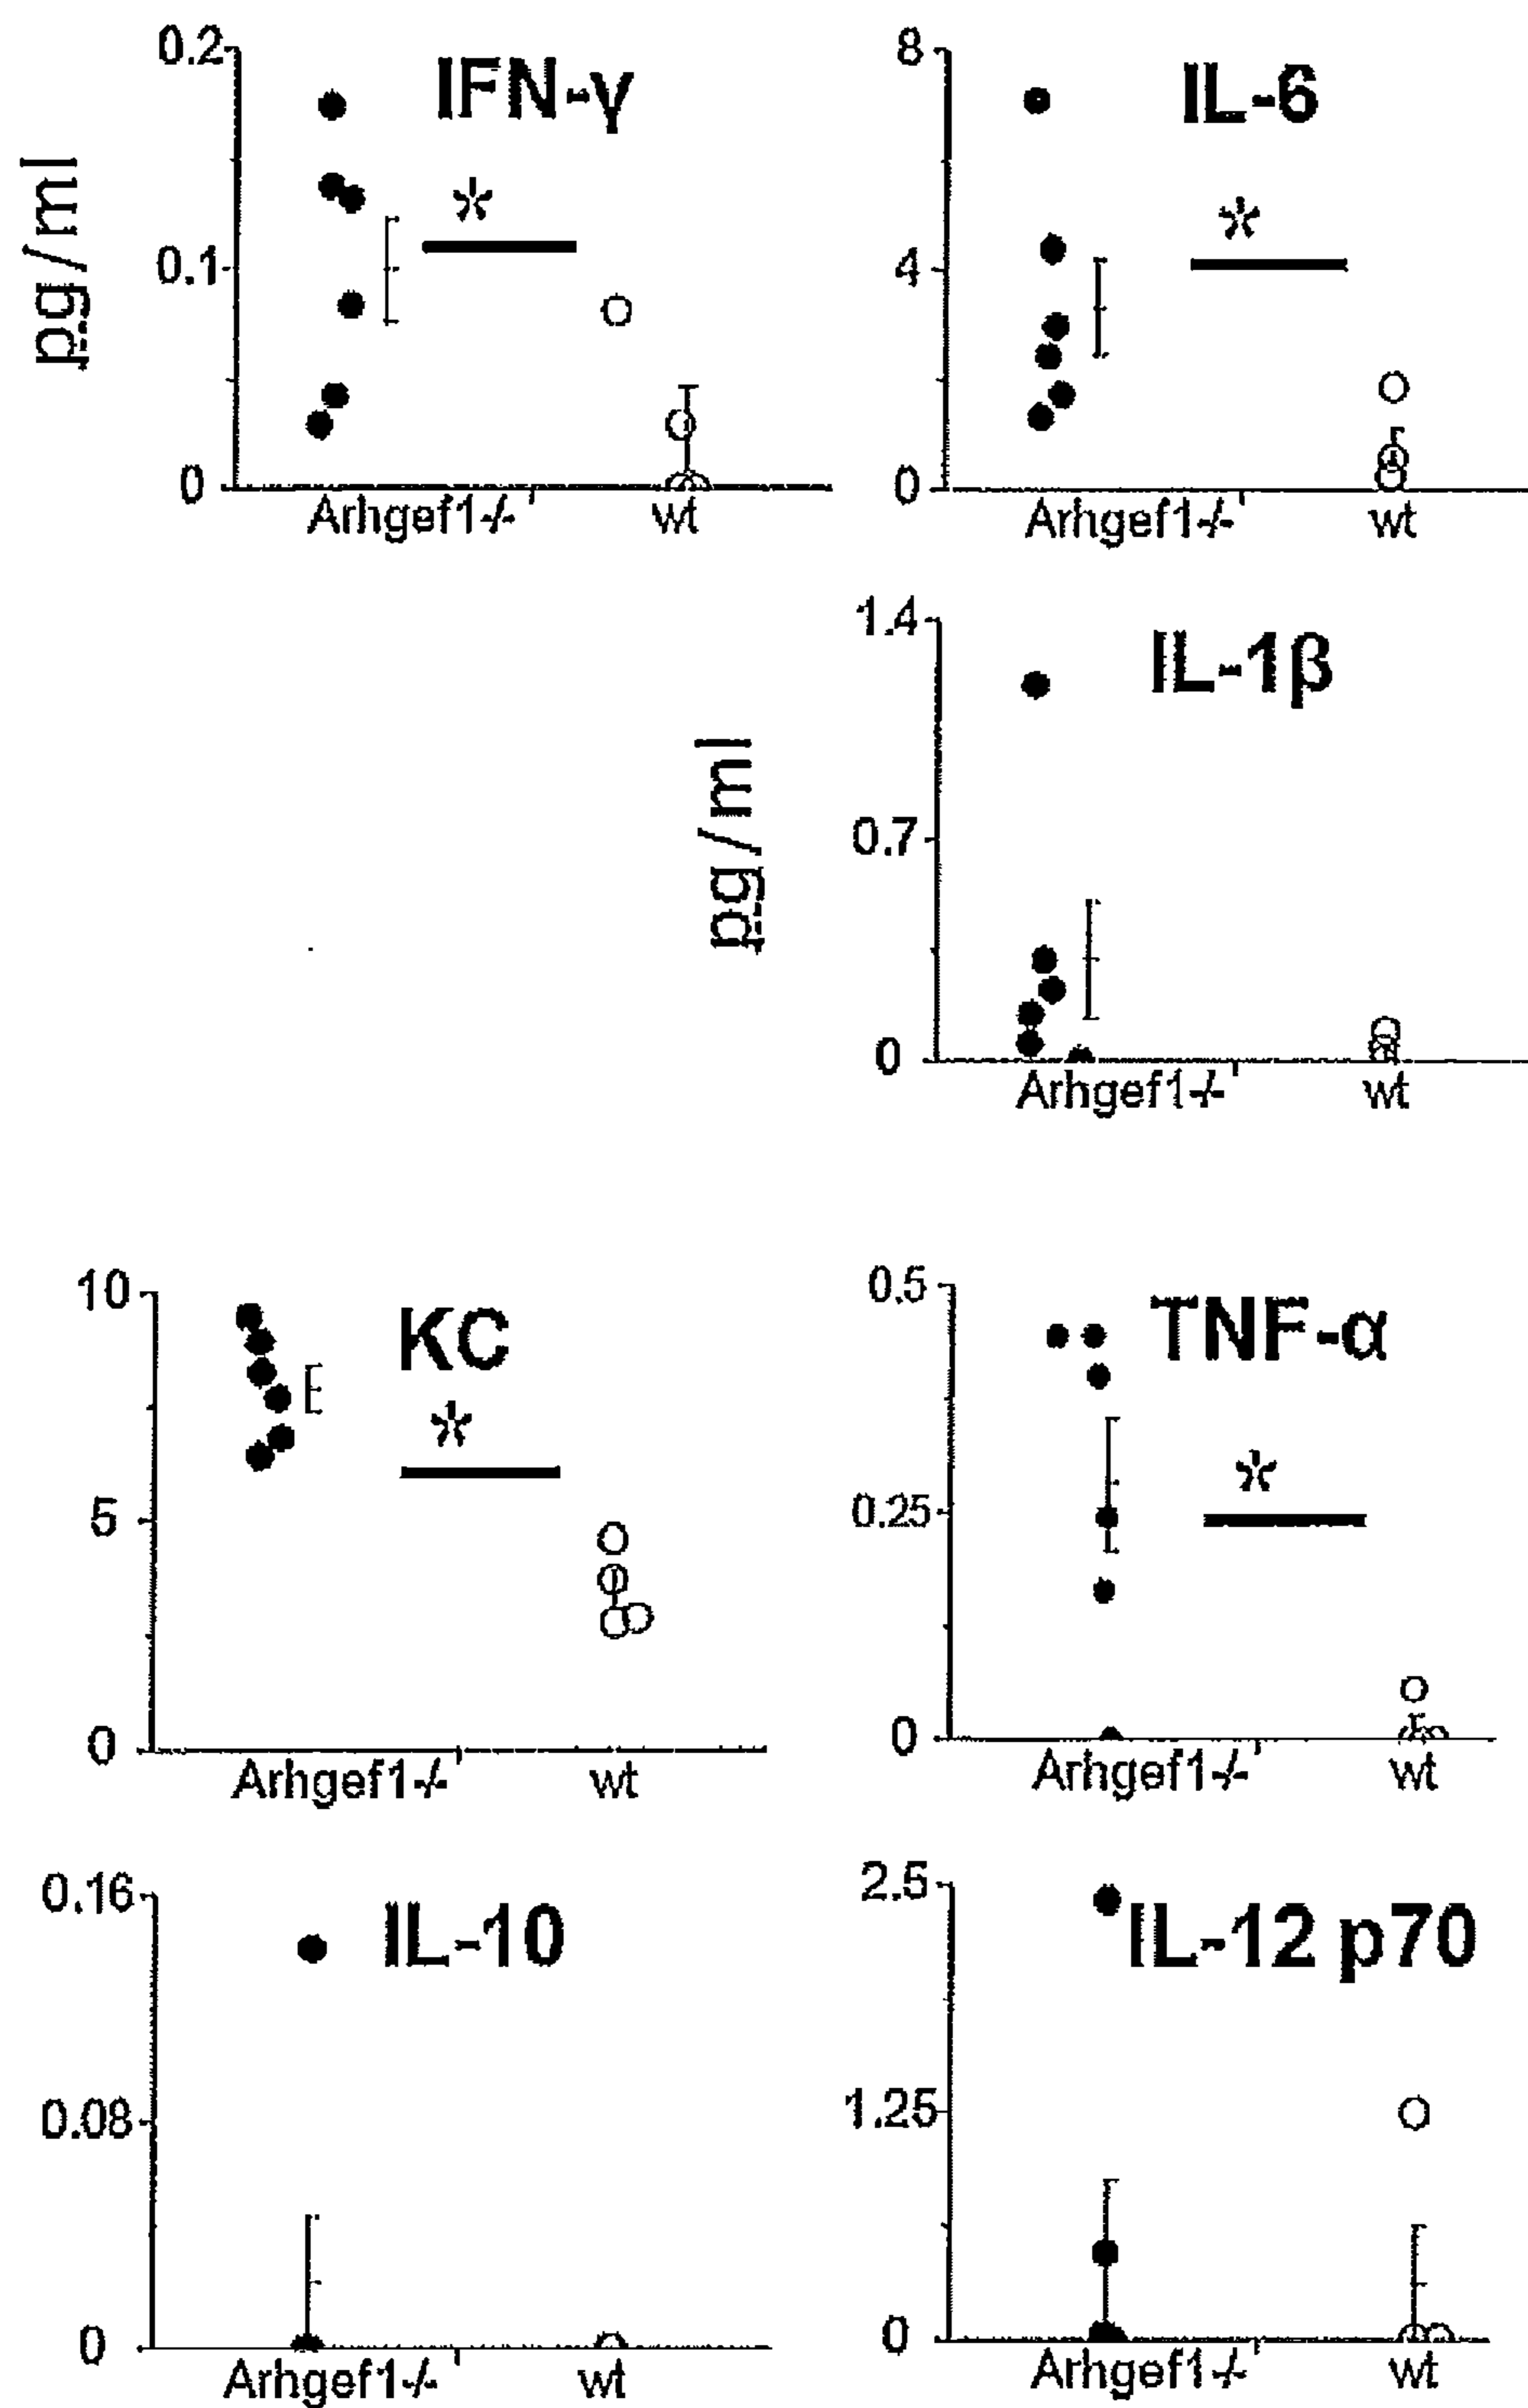 0.2
IFN-γ
*
0.1
0
pg/ml
Arhgef1-/-
wt
8
IL-6
*
4
0
Arhgef1-/-
wt
1.4
IL-1β
0.7
0
pg/ml
Arhgef1-/-
wt
10
KC
*
5
0
Arhgef1-/-
wt
0.5
TNF-α
*
0.25
0
Arhgef1-/-
wt
0.16
IL-10
0.08
0
Arhgef1-/-
wt
2.5
IL-12 p70
1.25
0
Arhgef1-/-
wt